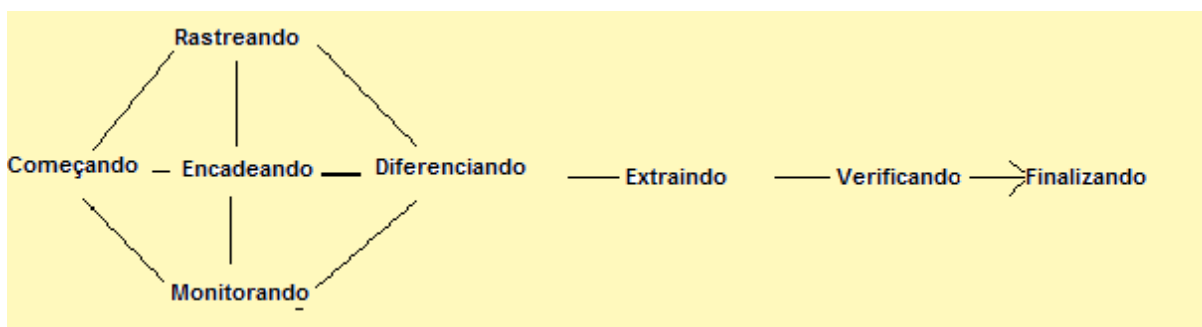 Rastreando
Começando Encadeando Diferenciando Extraindo Verificando Finalizando
Monitorando